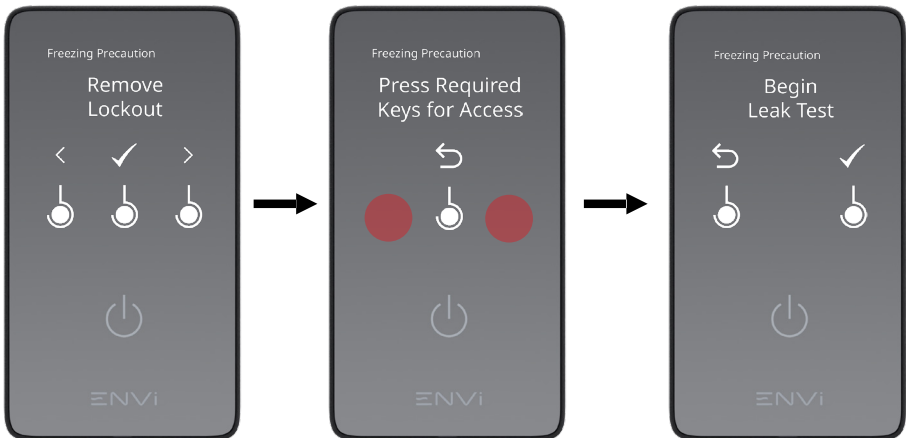 Freezing Precaution
Remove
Lockout
ENVi
Freezing Precaution
Press Required
Keys for Access
ENVi
Freezing Precaution
Begin
Leak Test
ENVi